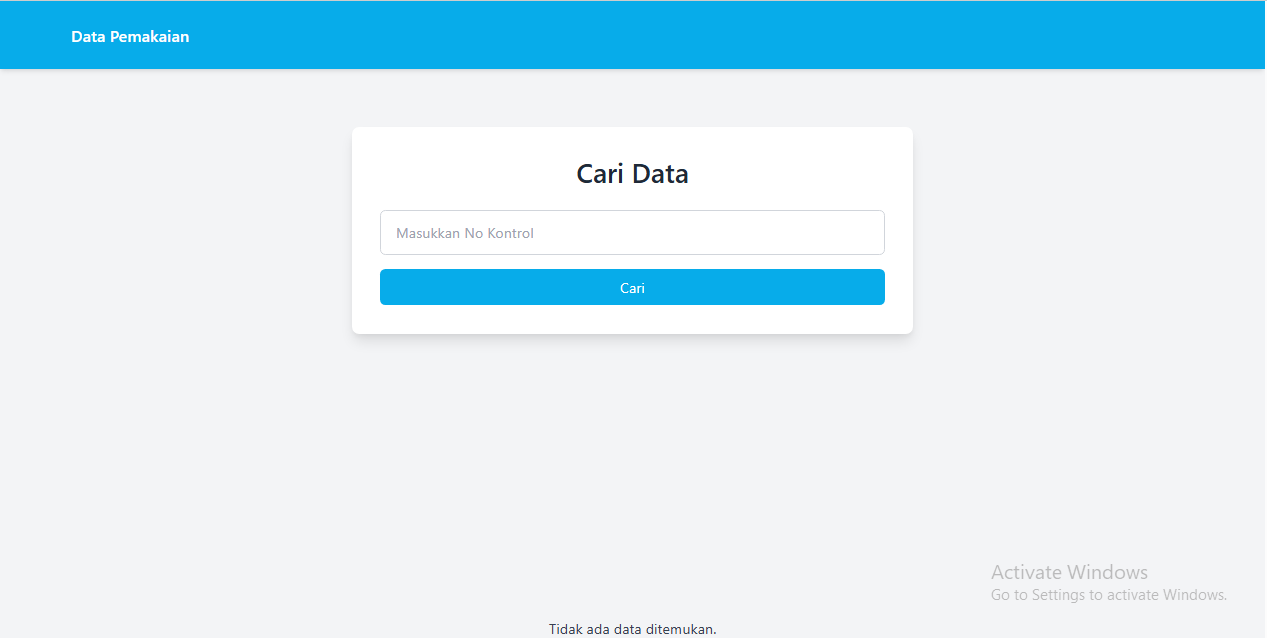 Data Pemakaian
Cari Data
Masukkan No Kontrol
Cari
Activate Windows
Go to Settings to activate Windows.
Tidak ada data ditemukan.